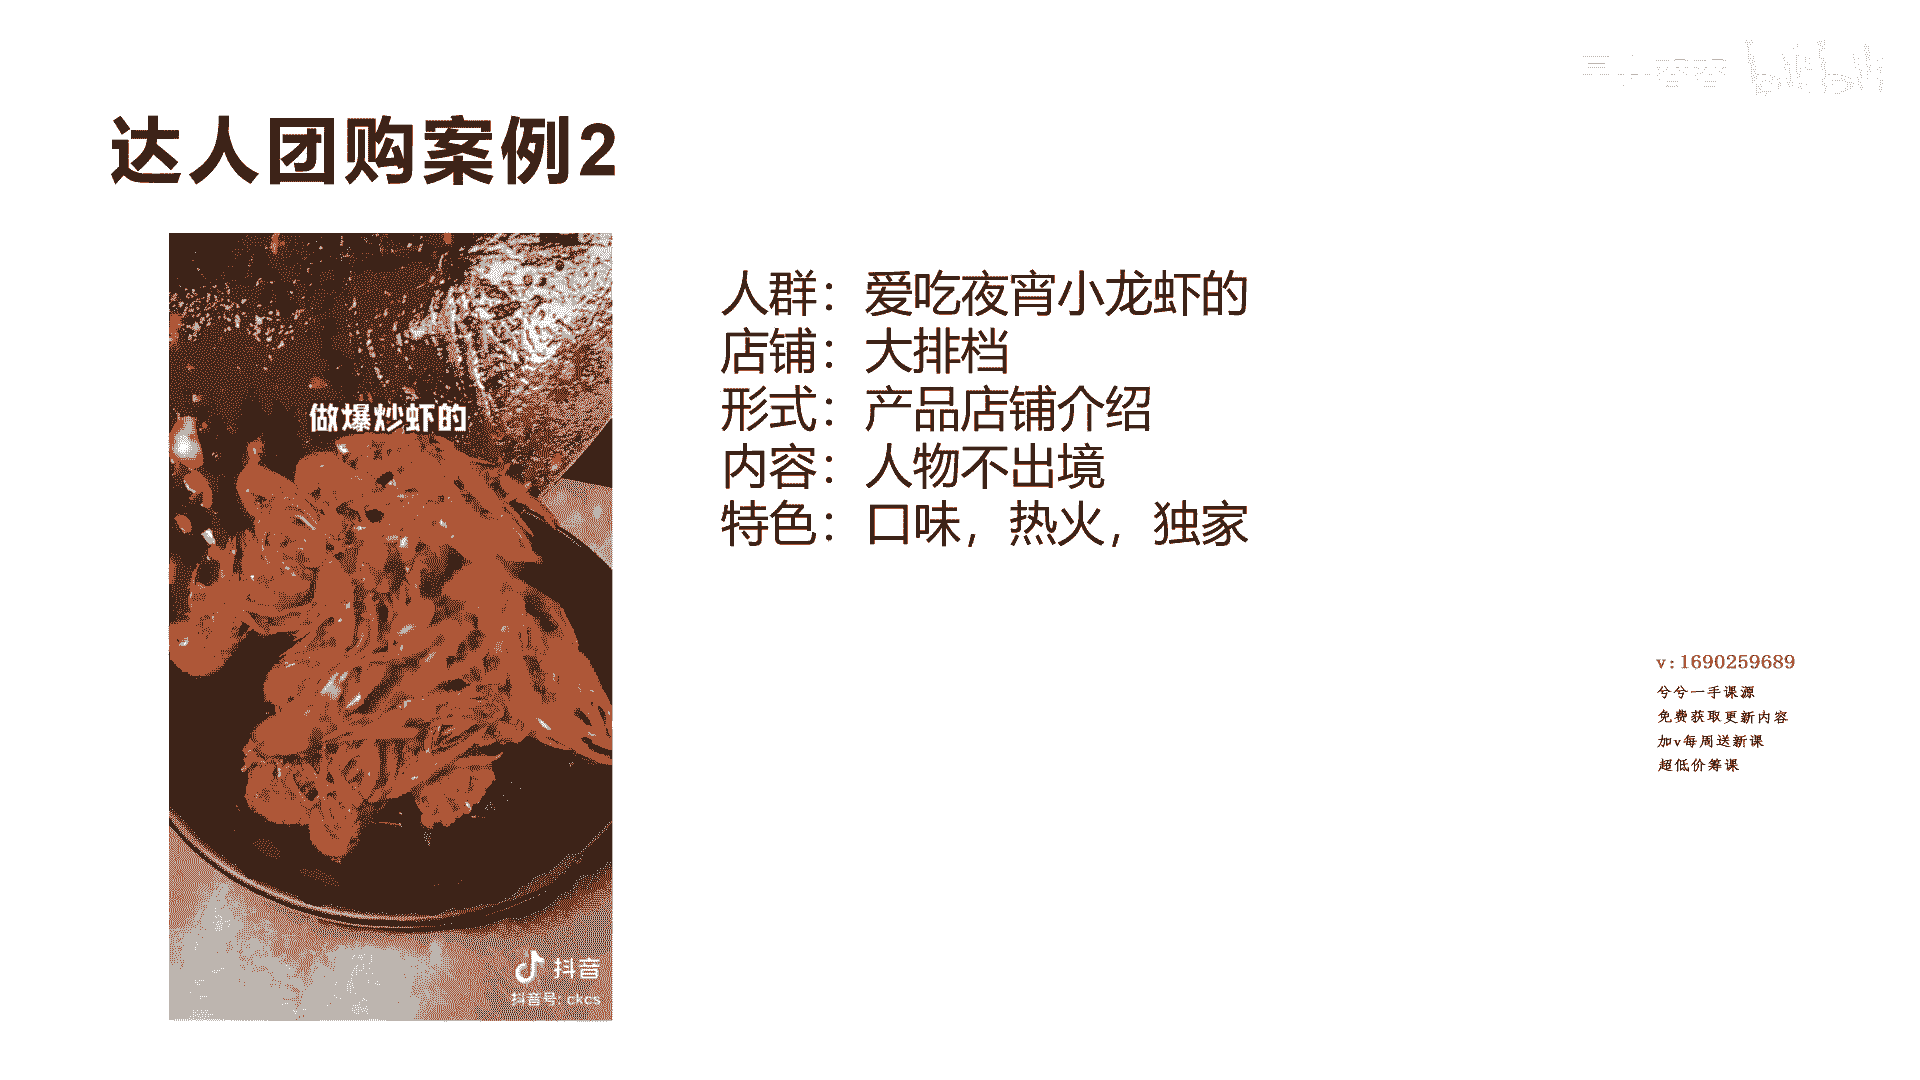 达人团购案例2
做爆炒虾的
抖音
抖音号: ckcs
人群：爱吃夜宵小龙虾的
店铺：大排档
形式：产品店铺介绍
内容：人物不出境
特色：口味，热火，独家
v:1690259689
兮兮一手课源
免费获取更新内容
加v每周送新课
超低价筹课
bilibili